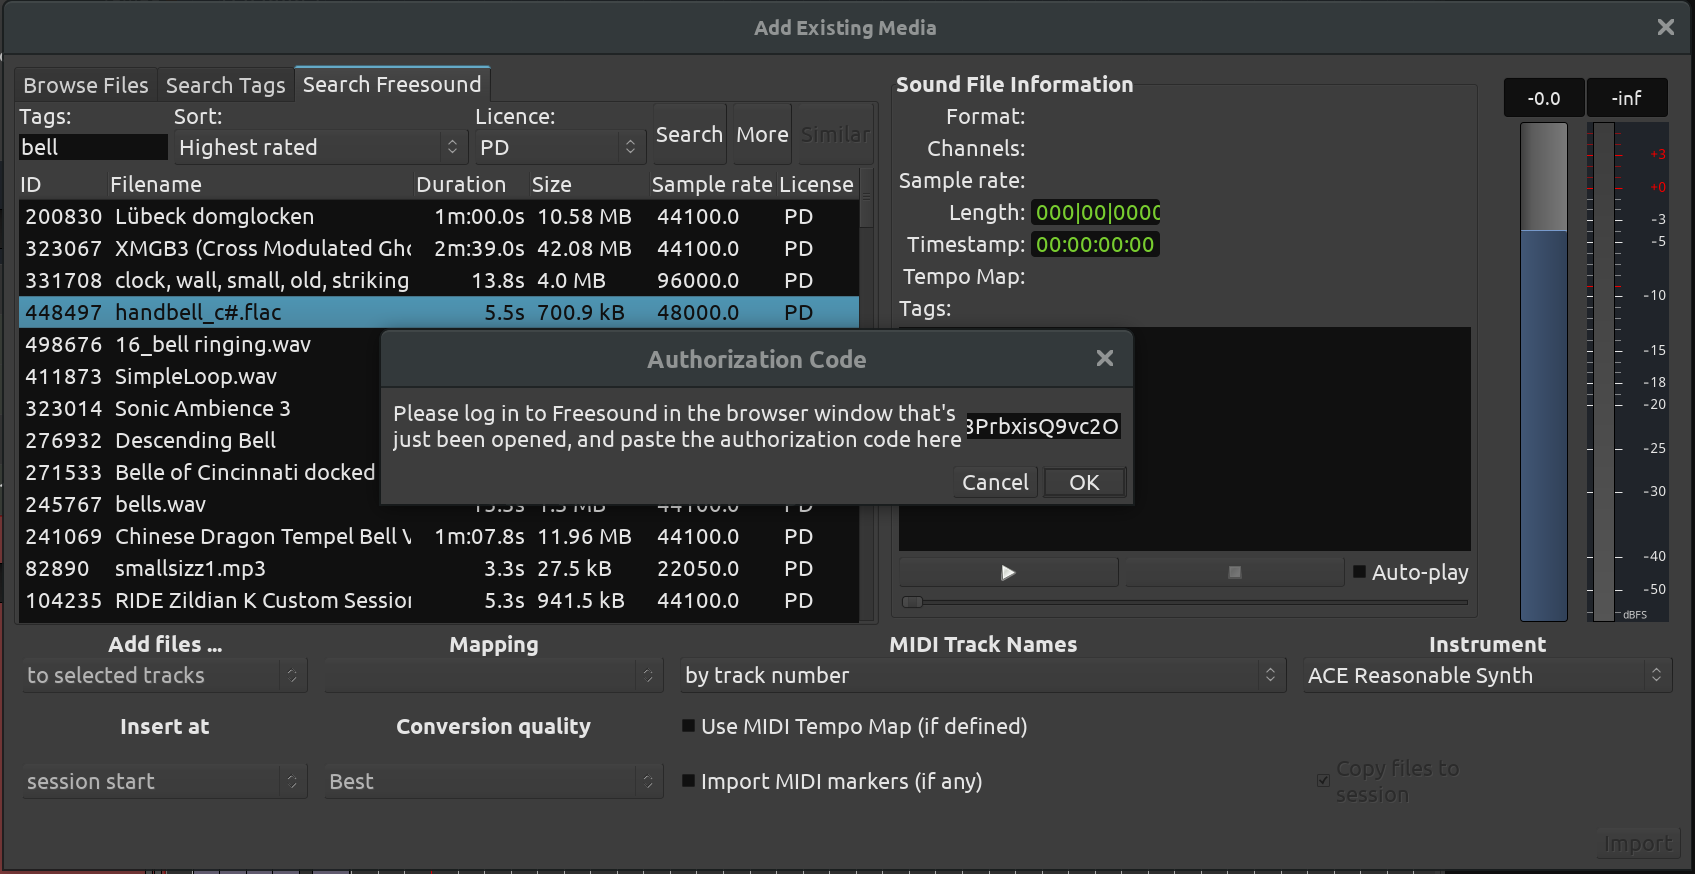 Add Existing Media
Browse Files Search Tags Search Freesound
Tags: Sort: Licence:
bell Highest rated PD Search More Similar
ID Filename Duration Size Sample rate License
200830 Lübeck domglocken 1m:00.0s 10.58 MB 44100.0 PD
323067 XMGB3 (Cross Modulated Gho 2m:39.0s 42.08 MB 44100.0 PD
331708 clock, wall, small, old, striking 13.8s 4.0 MB 96000.0 PD
448497 handbell_c#.flac 5.5s 700.9 kB 48000.0 PD
498676 16_bell ringing.wav
411873 SimpleLoop.wav
323014 Sonic Ambience 3
276932 Descending Bell
271533 Belle of Cincinnati docked
245767 bells.wav
241069 Chinese Dragon Tempel Bell V 1m:07.8s 11.96 MB 44100.0 PD
82890 smallsizz1.mp3 3.3s 27.5 kB 22050.0 PD
104235 RIDE Zildian K Custom Session 5.3s 941.5 kB 44100.0 PD
Authorization Code
Please log in to Freesound in the browser window that's
just been opened, and paste the authorization code here
3PrbxisQ9vc2O
Cancel OK
Sound File Information
Format:
Channels:
Sample rate:
Length: 000|00|0000
Timestamp: 00:00:00:00
Tempo Map:
Tags:
Auto-play
-0.0 -inf
+3
+0
-3
-5
-10
-15
-18
-20
-25
-30
-40
-50
dBFS
Add files ... Mapping MIDI Track Names Instrument
to selected tracks by track number ACE Reasonable Synth
Insert at Conversion quality Use MIDI Tempo Map (if defined)
session start Best Import MIDI markers (if any)
Copy files to
session
Import